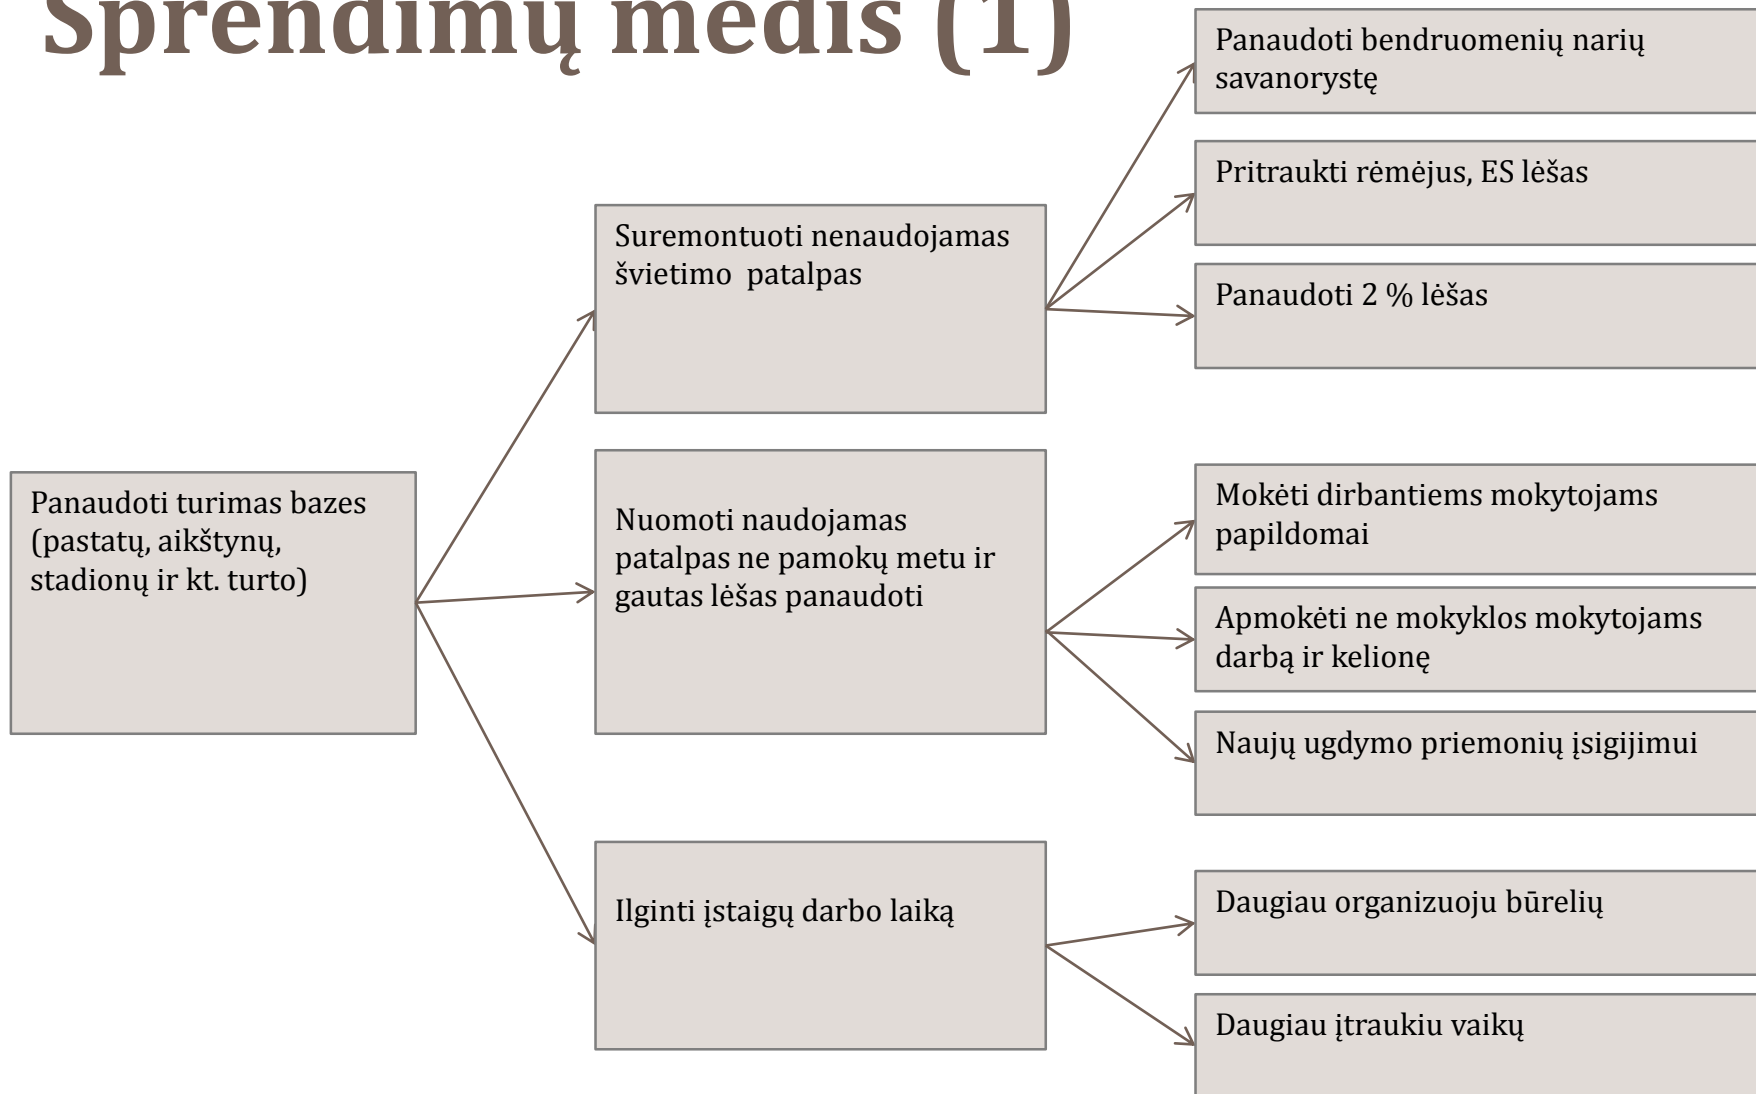 Sprendimų medis (1)
Panaudoti turimas bazes
(pastatų, aikštynų,
stadionų ir kt. turto)
Suremontuoti nenaudojamas
švietimo  patalpas
Panaudoti bendruomenių narių
savanorystę
Pritraukti rėmėjus, ES lėšas
Panaudoti 2 % lėšas
Nuomoti naudojamas
patalpas ne pamokų metu ir
gautas lėšas panaudoti
Mokėti dirbantiems mokytojams
papildomai
Apmokėti ne mokyklos mokytojams
darbą ir kelionę
Naujų ugdymo priemonių įsigijimui
Ilginti įstaigų darbo laiką
Daugiau organizuoju būrelių
Daugiau įtraukiu vaikų